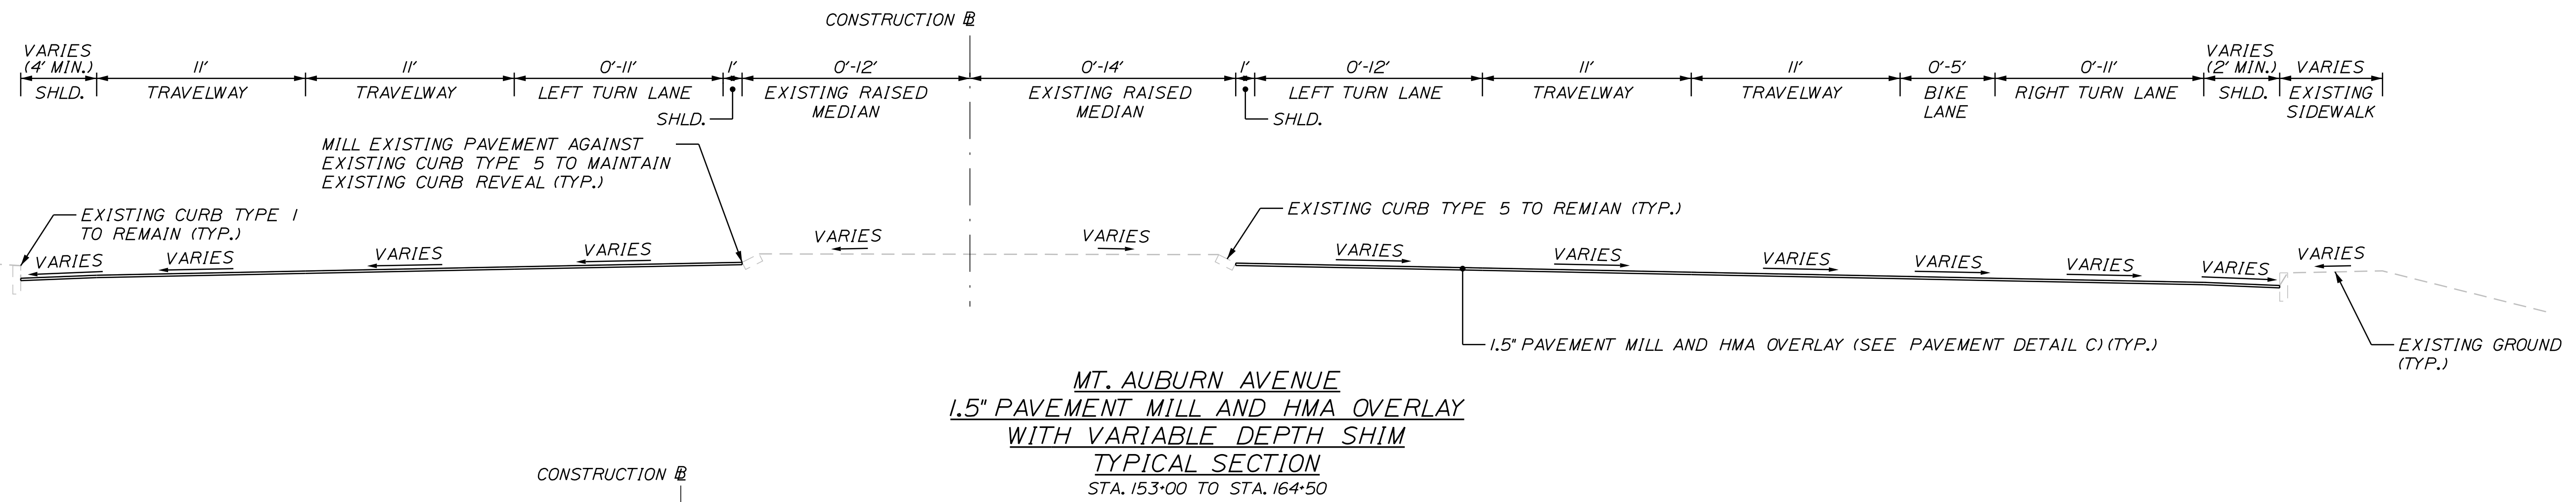 CONSTRUCTION BL
VARIES
(4' MIN.)
11'
11'
0'-11'
1'
0'-12'
0'-14'
1'
0'-12'
11'
11'
0'-5'
0'-11'
VARIES
(2' MIN.)
VARIES
SHLD.
TRAVELWAY
TRAVELWAY
LEFT TURN LANE
EXISTING RAISED
MEDIAN
EXISTING RAISED
MEDIAN
LEFT TURN LANE
TRAVELWAY
TRAVELWAY
BIKE
LANE
RIGHT TURN LANE
SHLD.
EXISTING
SIDEWALK
SHLD.
SHLD.
MILL EXISTING PAVEMENT AGAINST
EXISTING CURB TYPE 5 TO MAINTAIN
EXISTING CURB REVEAL (TYP.)
EXISTING CURB TYPE 1
TO REMAIN (TYP.)
EXISTING CURB TYPE 5 TO REMIAN (TYP.)
VARIES
VARIES
VARIES
VARIES
VARIES
VARIES
VARIES
VARIES
VARIES
VARIES
VARIES
VARIES
VARIES
1.5" PAVEMENT MILL AND HMA OVERLAY (SEE PAVEMENT DETAIL C) (TYP.)
EXISTING GROUND
(TYP.)
MT. AUBURN AVENUE
1.5" PAVEMENT MILL AND HMA OVERLAY
WITH VARIABLE DEPTH SHIM
TYPICAL SECTION
STA. 153+00 TO STA. 164+50
CONSTRUCTION BL